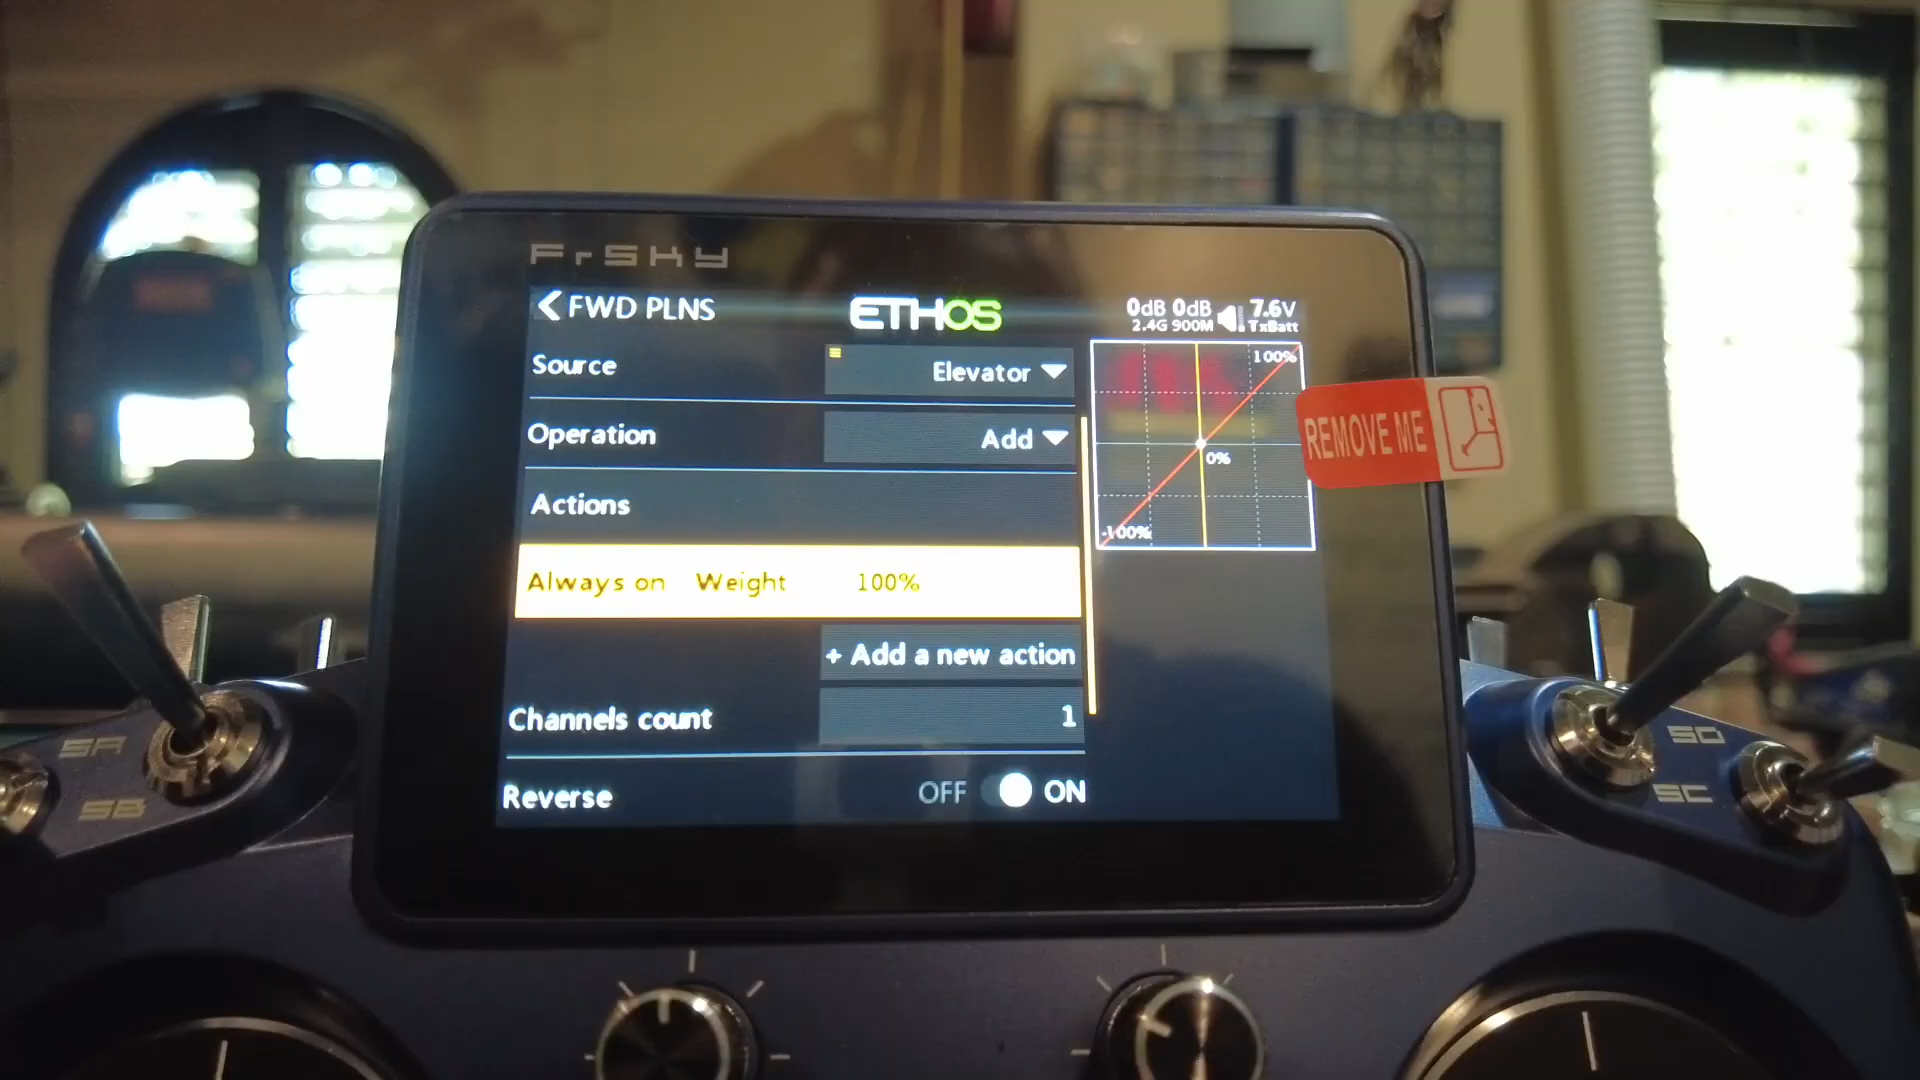 FrSKY
FWD PLNS
ETHOS
0dB 0dB
2.4G 900M
7.6V
TxBatt
Source
Elevator
Operation
Add
Actions
Always on Weight 100%
+ Add a new action
Channels count
1
Reverse
OFF ON
100%
0%
-100%
REMOVE ME
SA
SB
SD
SC